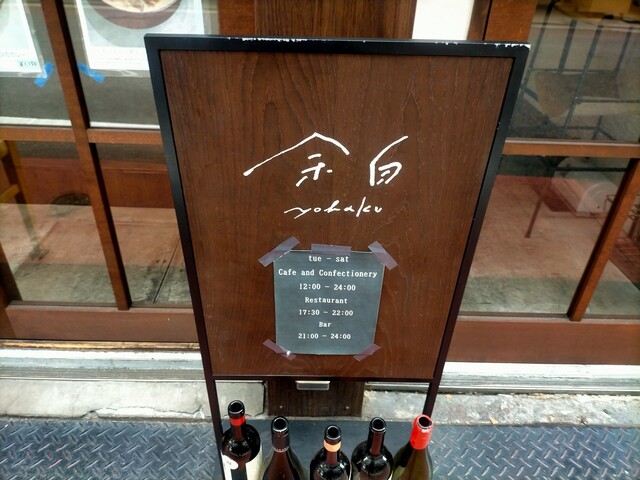 余白
yohaku
tue - sat
Cafe and Confectionery
12:00 - 24:00
Restaurant
17:30 - 22:00
Bar
21:00 - 24:00